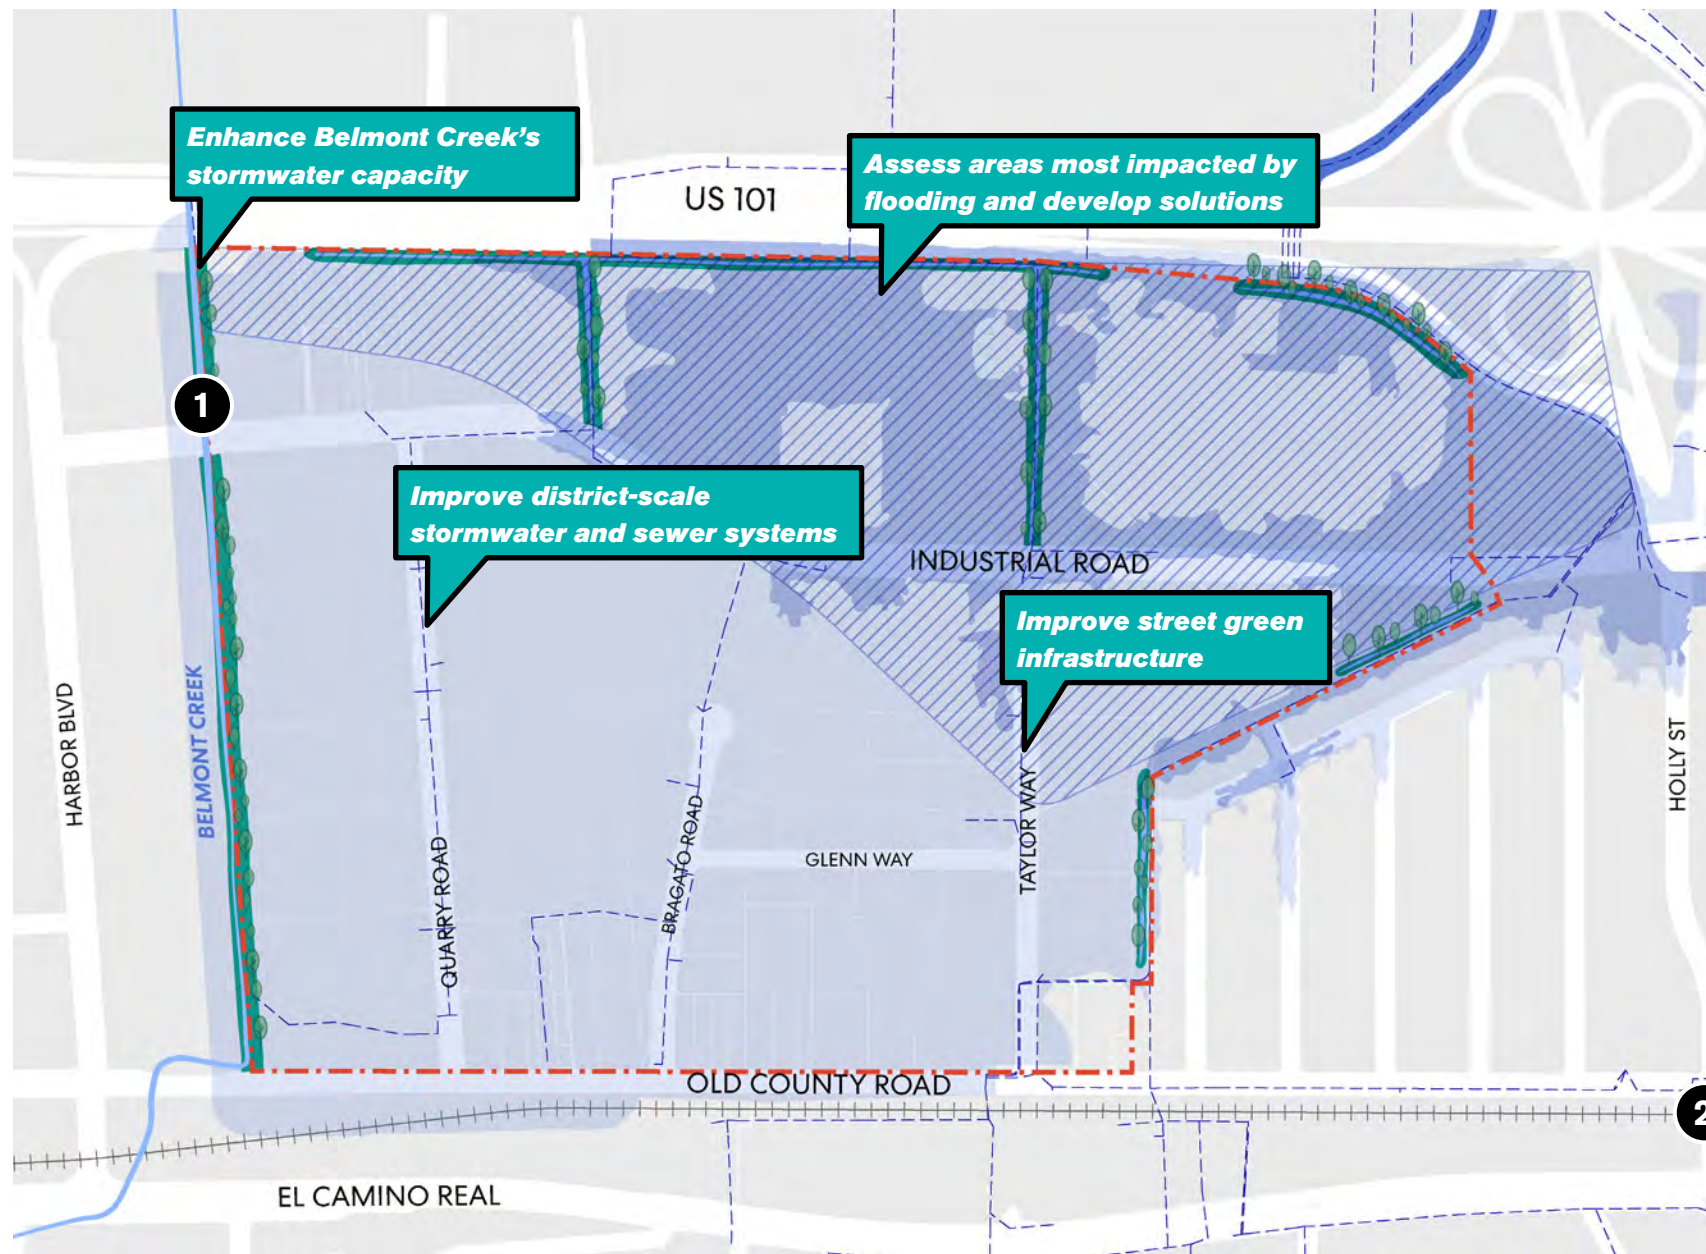 Enhance Belmont Creek's
stormwater capacity
Assess areas most impacted by
flooding and develop solutions
US 101
1
Improve district-scale
stormwater and sewer systems
INDUSTRIAL ROAD
Improve street green
infrastructure
HARBOR BLVD
BELMONT CREEK
QUARRY ROAD
BRAGATO ROAD
GLENN WAY
TAYLOR WAY
HOLLY ST
OLD COUNTY ROAD
2
EL CAMINO REAL